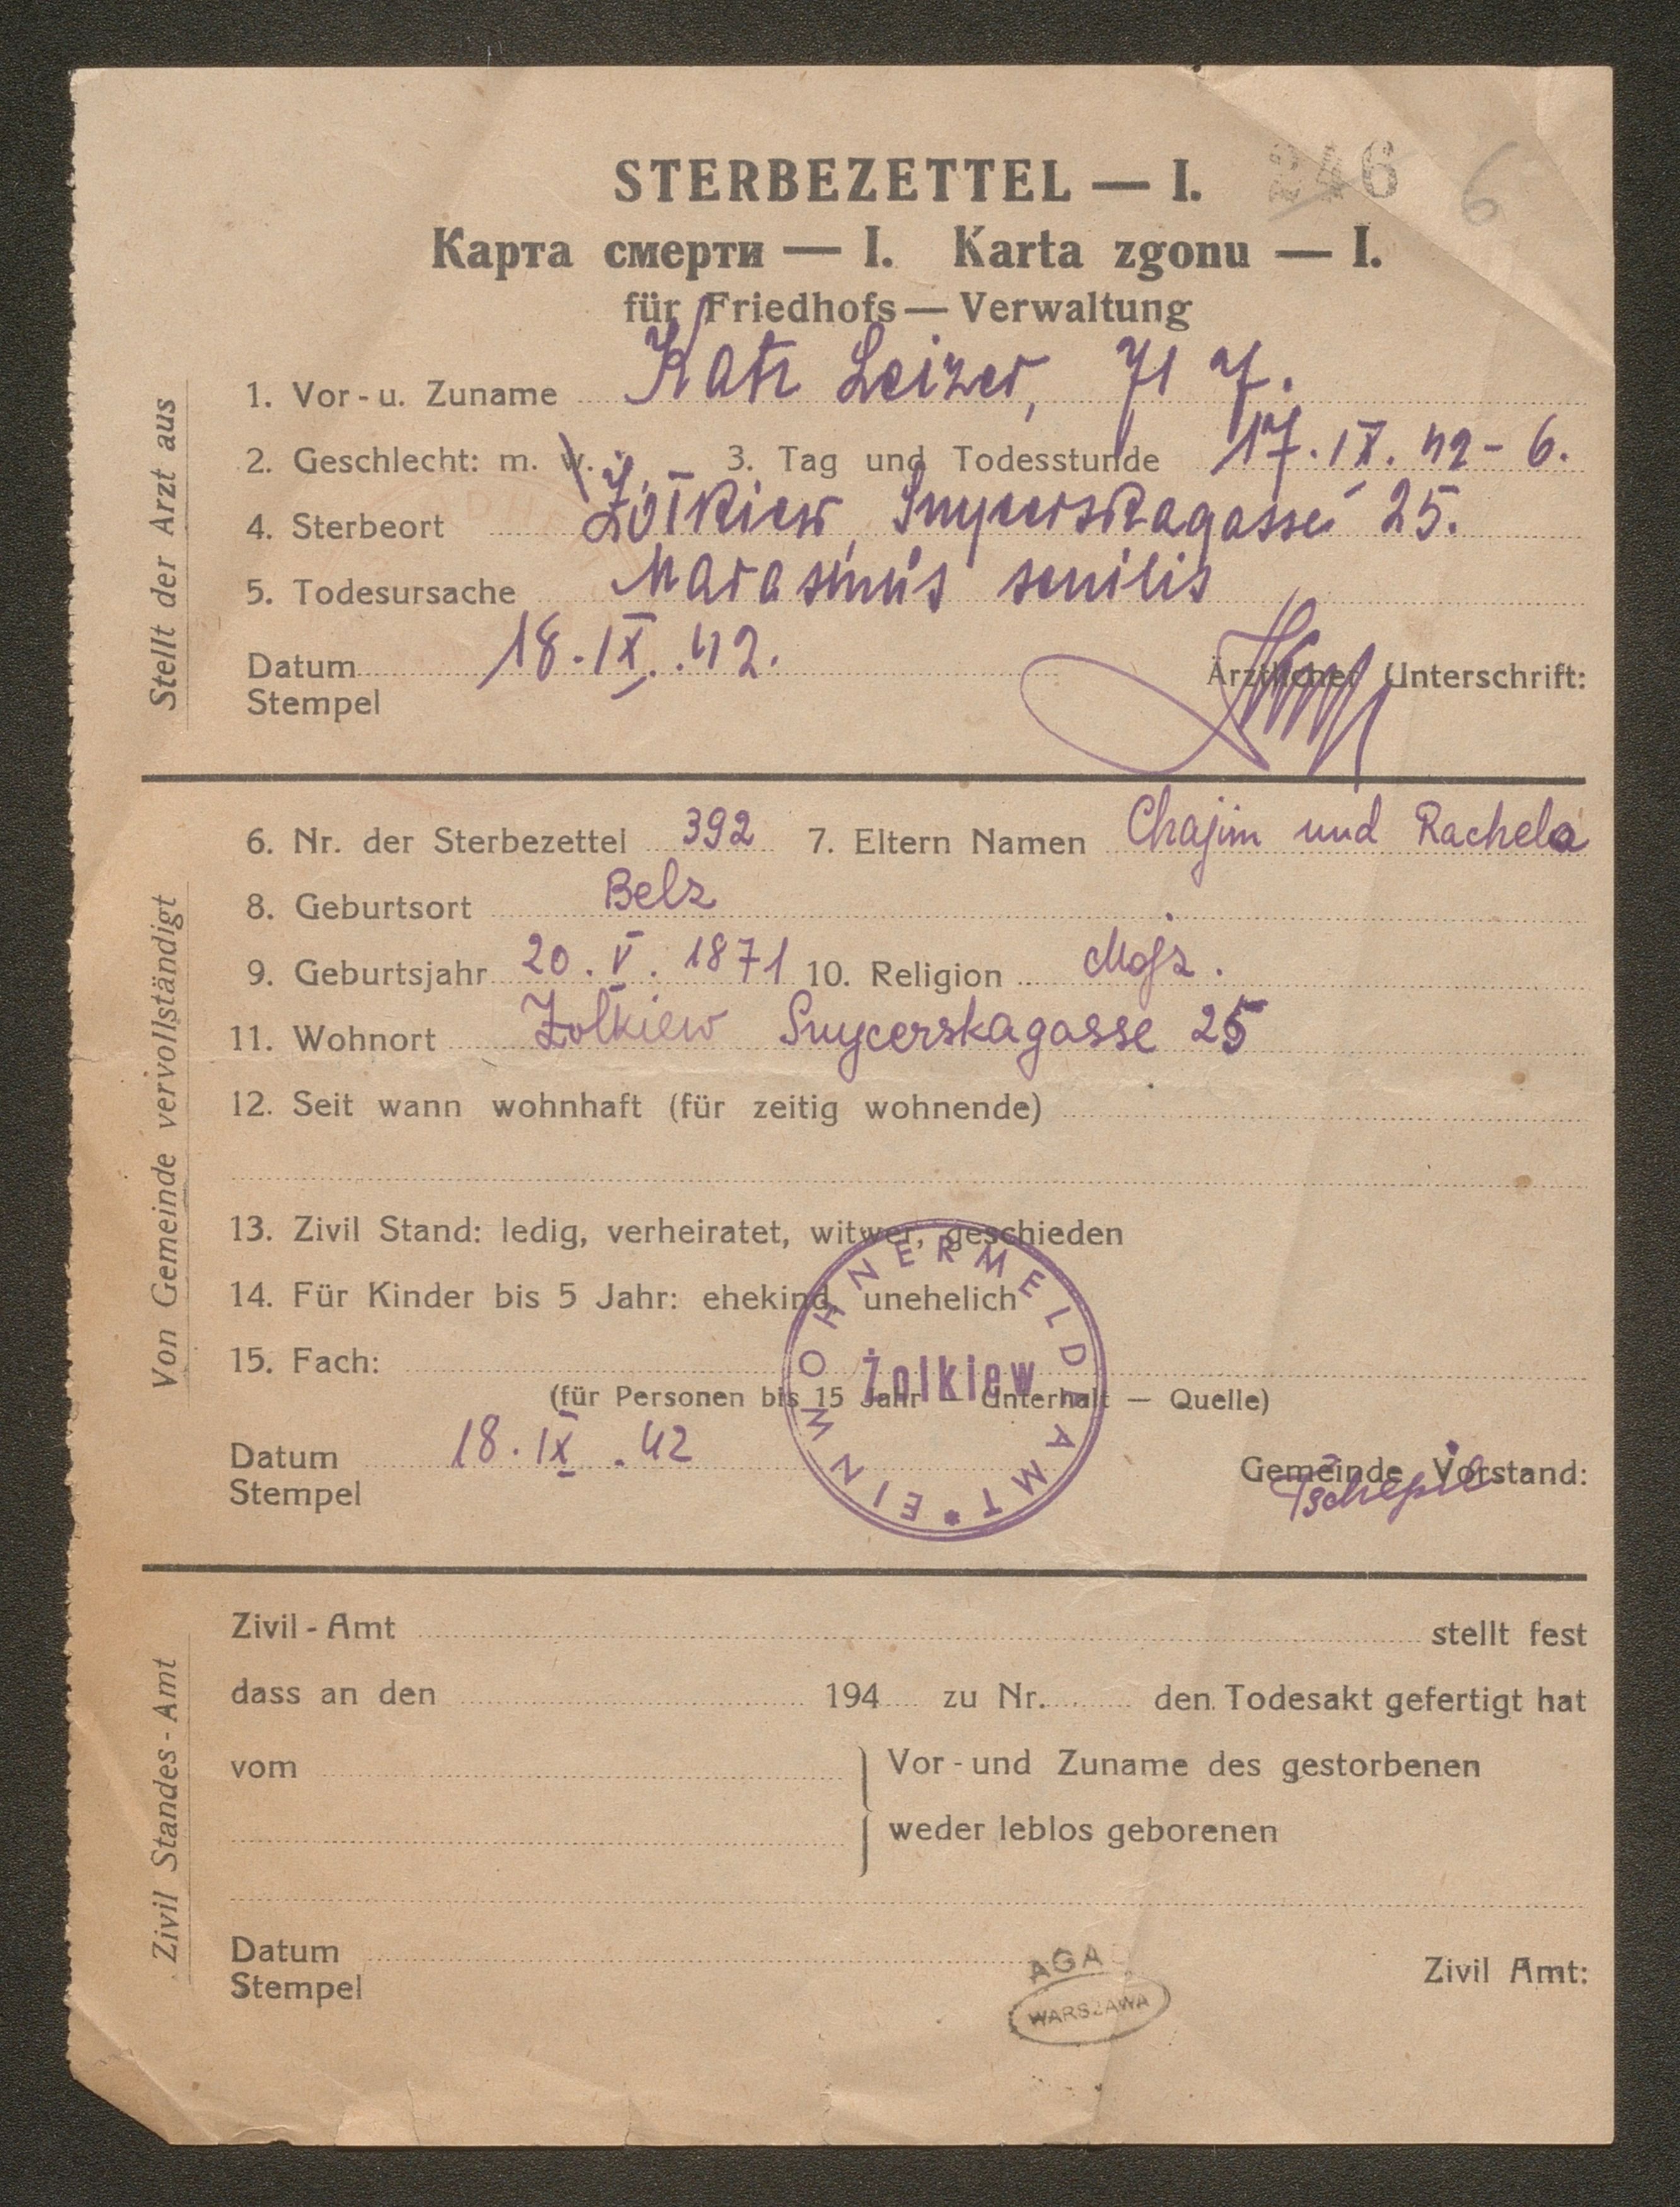 STERBEZETTEL — I. 246 6
Карта смерти — I. Karta zgonu — I.
für Friedhofs — Verwaltung
Stellt der Arzt aus
1. Vor - u. Zuname Katz Leizer, 71 J.
2. Geschlecht: m. w. 3. Tag und Todesstunde 17. IX. 42 - 6.
4. Sterbeort Żółkiew, Snycerskagasse 25.
5. Todesursache Marasmus senilis
Datum 18. IX. 42.
Stempel
Ärztlicher Unterschrift:
Von Gemeinde vervollständigt
6. Nr. der Sterbezettel 392 7. Eltern Namen Chajim und Rachela
8. Geburtsort Belz
9. Geburtsjahr 20. V. 1871 10. Religion Mojz.
11. Wohnort Zolkiew Snycerskagasse 25
12. Seit wann wohnhaft (für zeitig wohnende)
13. Zivil Stand: ledig, verheiratet, witwer, geschieden
14. Für Kinder bis 5 Jahr: ehekind, unehelich
15. Fach:
(für Personen bis 15 Jahr — Unterhalt — Quelle)
EINWOHNERMELDEAMT *
Żolkiew
Datum 18. IX. 42
Stempel
Gemeinde Vorstand:
Zivil Standes - Amt
Zivil - Amt stellt fest
dass an den 194 zu Nr. den Todesakt gefertigt hat
vom Vor - und Zuname des gestorbenen
weder leblos geborenen
Datum
Stempel
Zivil Amt:
AGA
WARSZAWA